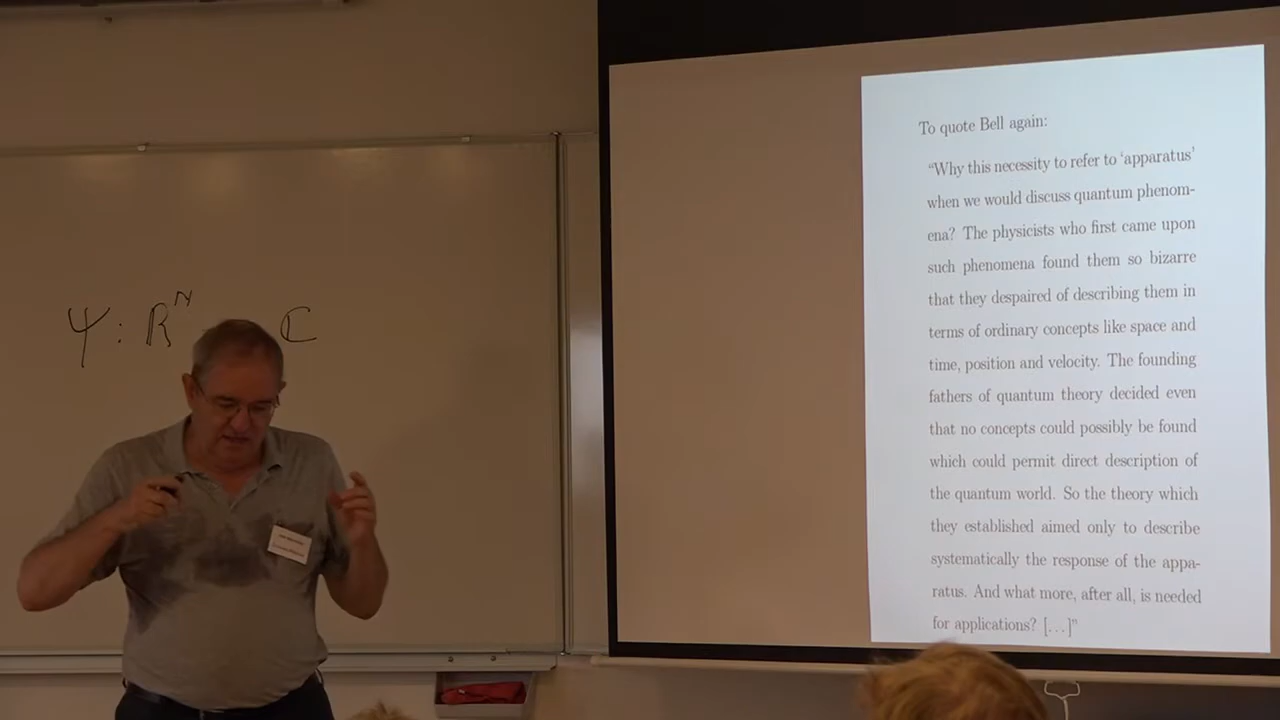 Ψ : R^N ℂ
To quote Bell again:
“Why this necessity to refer to ‘apparatus’
when we would discuss quantum phenom-
ena? The physicists who first came upon
such phenomena found them so bizarre
that they despaired of describing them in
terms of ordinary concepts like space and
time, position and velocity. The founding
fathers of quantum theory decided even
that no concepts could possibly be found
which could permit direct description of
the quantum world. So the theory which
they established aimed only to describe
systematically the response of the appa-
ratus. And what more, after all, is needed
for applications? [...]”